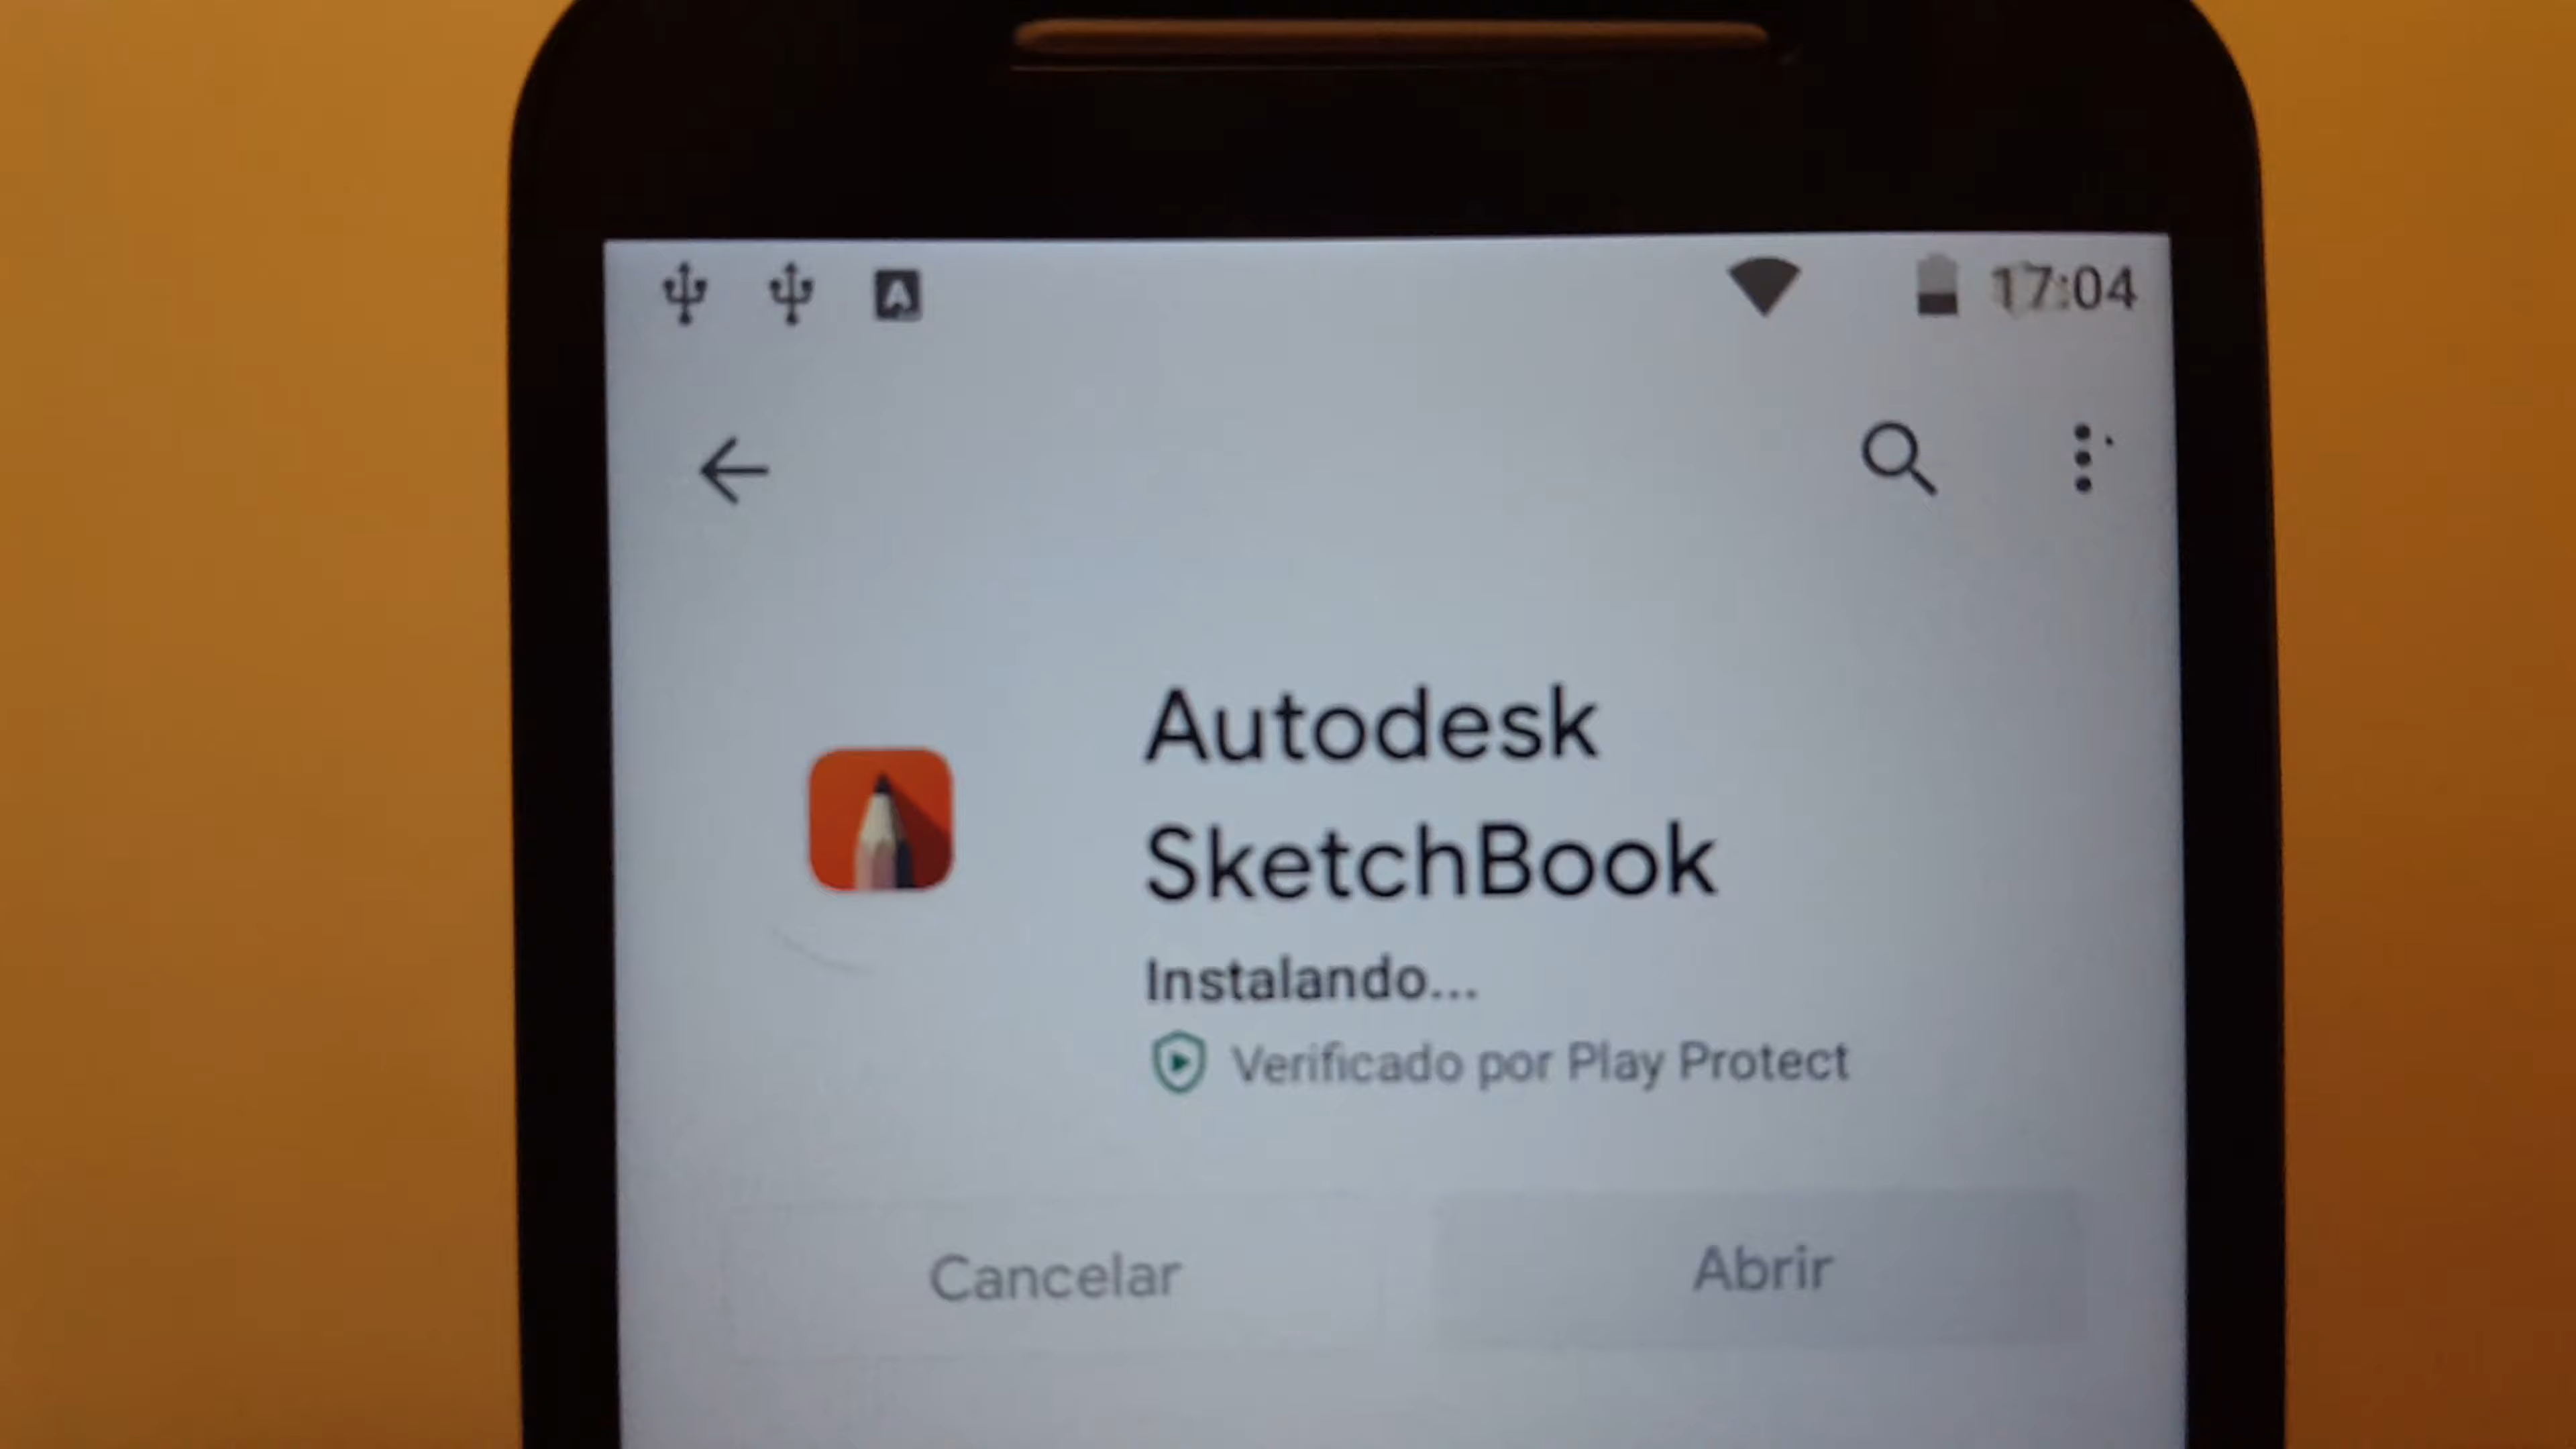 17:04
Autodesk
SketchBook
Instalando...
Verificado por Play Protect
Cancelar
Abrir